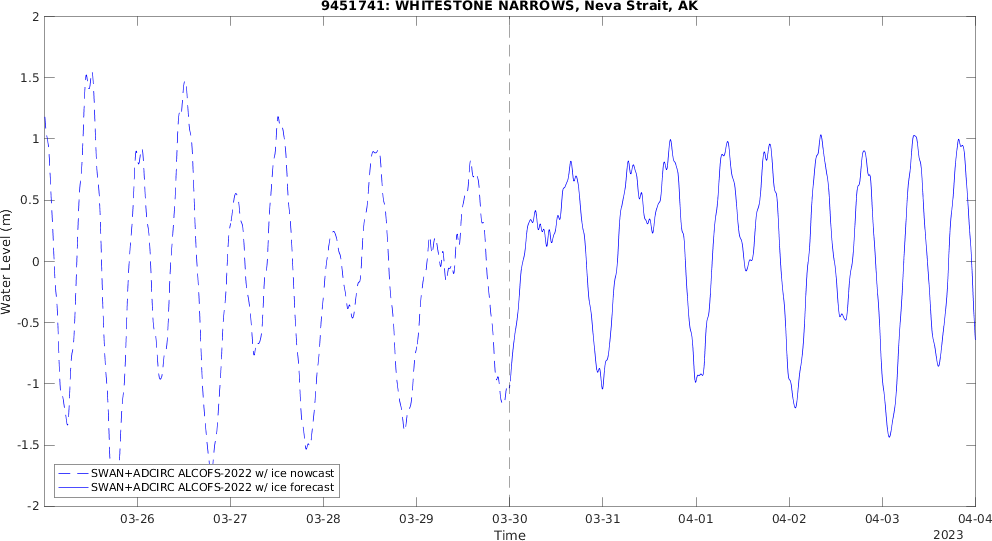 9451741: WHITESTONE NARROWS, Neva Strait, AK
Water Level (m)
2
1.5
1
0.5
0
-0.5
-1
-1.5
-2
SWAN+ADCIRC ALCOFS-2022 w/ ice nowcast
SWAN+ADCIRC ALCOFS-2022 w/ ice forecast
03-26 03-27 03-28 03-29 03-30 03-31 04-01 04-02 04-03 04-04
Time
2023